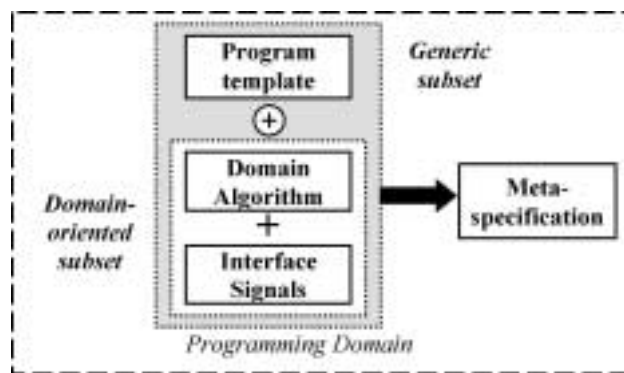 Program
template
Generic
subset
+
Domain
Algorithm
+
Interface
Signals
Domain-
oriented
subset
Meta-
specification
Programming Domain